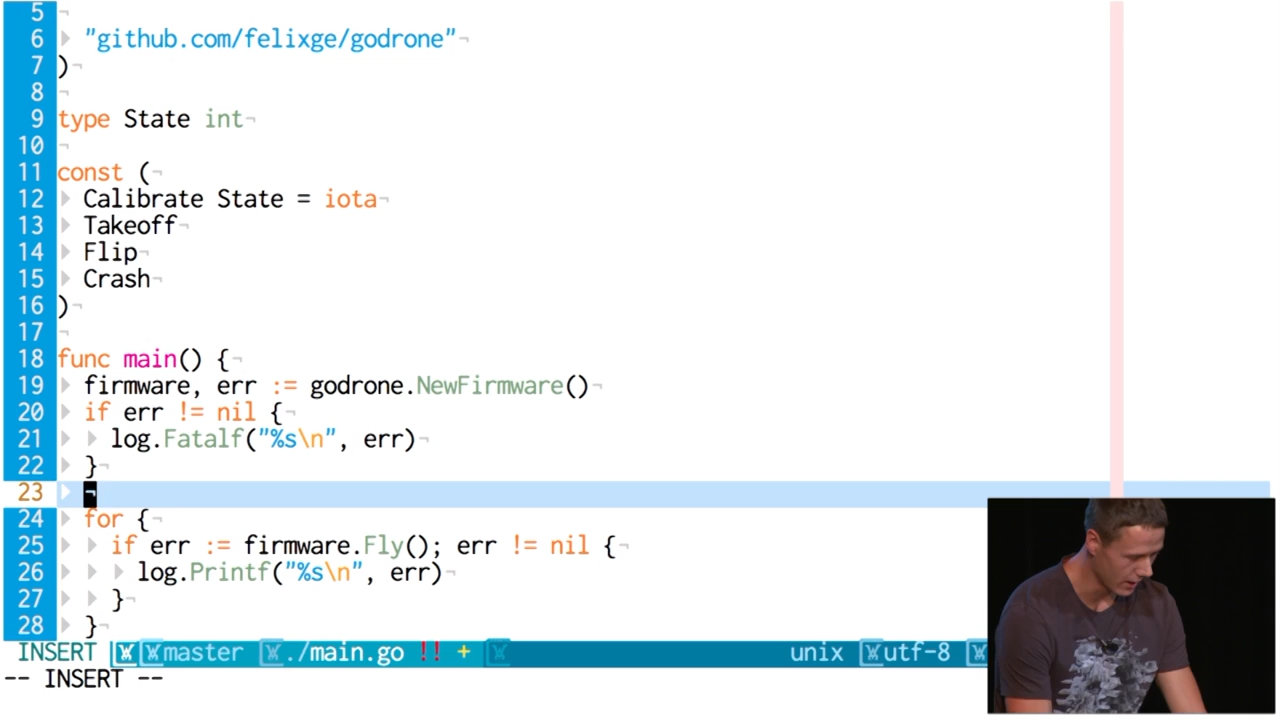 5
6 "github.com/felixge/godrone"
7 )
8
9 type State int
10
11 const (
12 Calibrate State = iota
13 Takeoff
14 Flip
15 Crash
16 )
17
18 func main() {
19 firmware, err := godrone.NewFirmware()
20 if err != nil {
21 log.Fatalf("%s\n", err)
22 }
23
24 for {
25 if err := firmware.Fly(); err != nil {
26 log.Printf("%s\n", err)
27 }
28 }
INSERT master ./main.go !! + unix utf-8
-- INSERT --